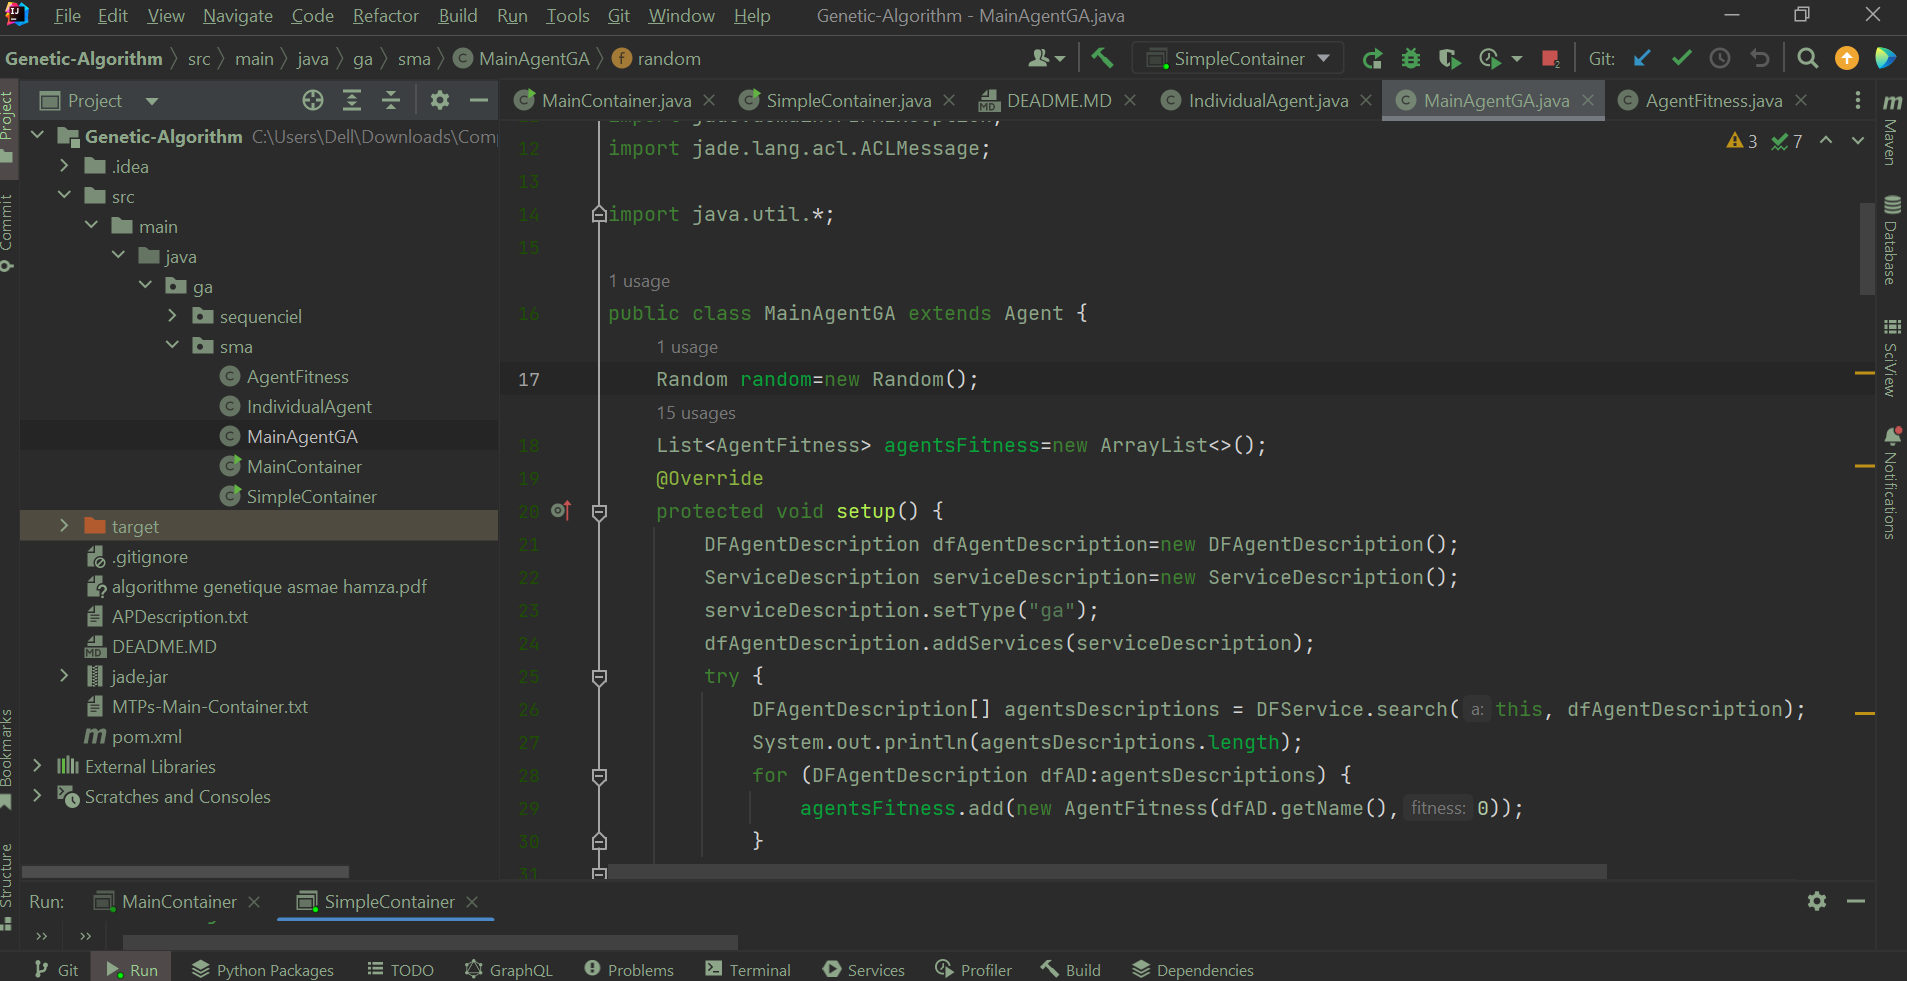 File Edit View Navigate Code Refactor Build Run Tools Git Window Help Genetic-Algorithm - MainAgentGA.java
Genetic-Algorithm src main java ga sma MainAgentGA random SimpleContainer Git:
Project
MainContainer.java SimpleContainer.java DEADME.MD IndividualAgent.java MainAgentGA.java AgentFitness.java
Genetic-Algorithm C:\Users\Dell\Downloads\Com
.idea
src
main
java
ga
sequenciel
sma
AgentFitness
IndividualAgent
MainAgentGA
MainContainer
SimpleContainer
target
.gitignore
algorithme genetique asmae hamza.pdf
APDescription.txt
DEADME.MD
jade.jar
MTPs-Main-Container.txt
pom.xml
External Libraries
Scratches and Consoles
3 7
12 import jade.lang.acl.ACLMessage;
13
14 import java.util.*;
15
1 usage
16 public class MainAgentGA extends Agent {
1 usage
17 Random random=new Random();
15 usages
18 List<AgentFitness> agentsFitness=new ArrayList<>();
19 @Override
20 protected void setup() {
21 DFAgentDescription dfAgentDescription=new DFAgentDescription();
22 ServiceDescription serviceDescription=new ServiceDescription();
23 serviceDescription.setType("ga");
24 dfAgentDescription.addServices(serviceDescription);
25 try {
26 DFAgentDescription[] agentsDescriptions = DFService.search( a: this, dfAgentDescription);
27 System.out.println(agentsDescriptions.length);
28 for (DFAgentDescription dfAD:agentsDescriptions) {
29 agentsFitness.add(new AgentFitness(dfAD.getName(), fitness: 0));
30 }
31
Project
Commit
Bookmarks
Structure
Maven
Database
SciView
Notifications
Run: MainContainer SimpleContainer
Git Run Python Packages TODO GraphQL Problems Terminal Services Profiler Build Dependencies